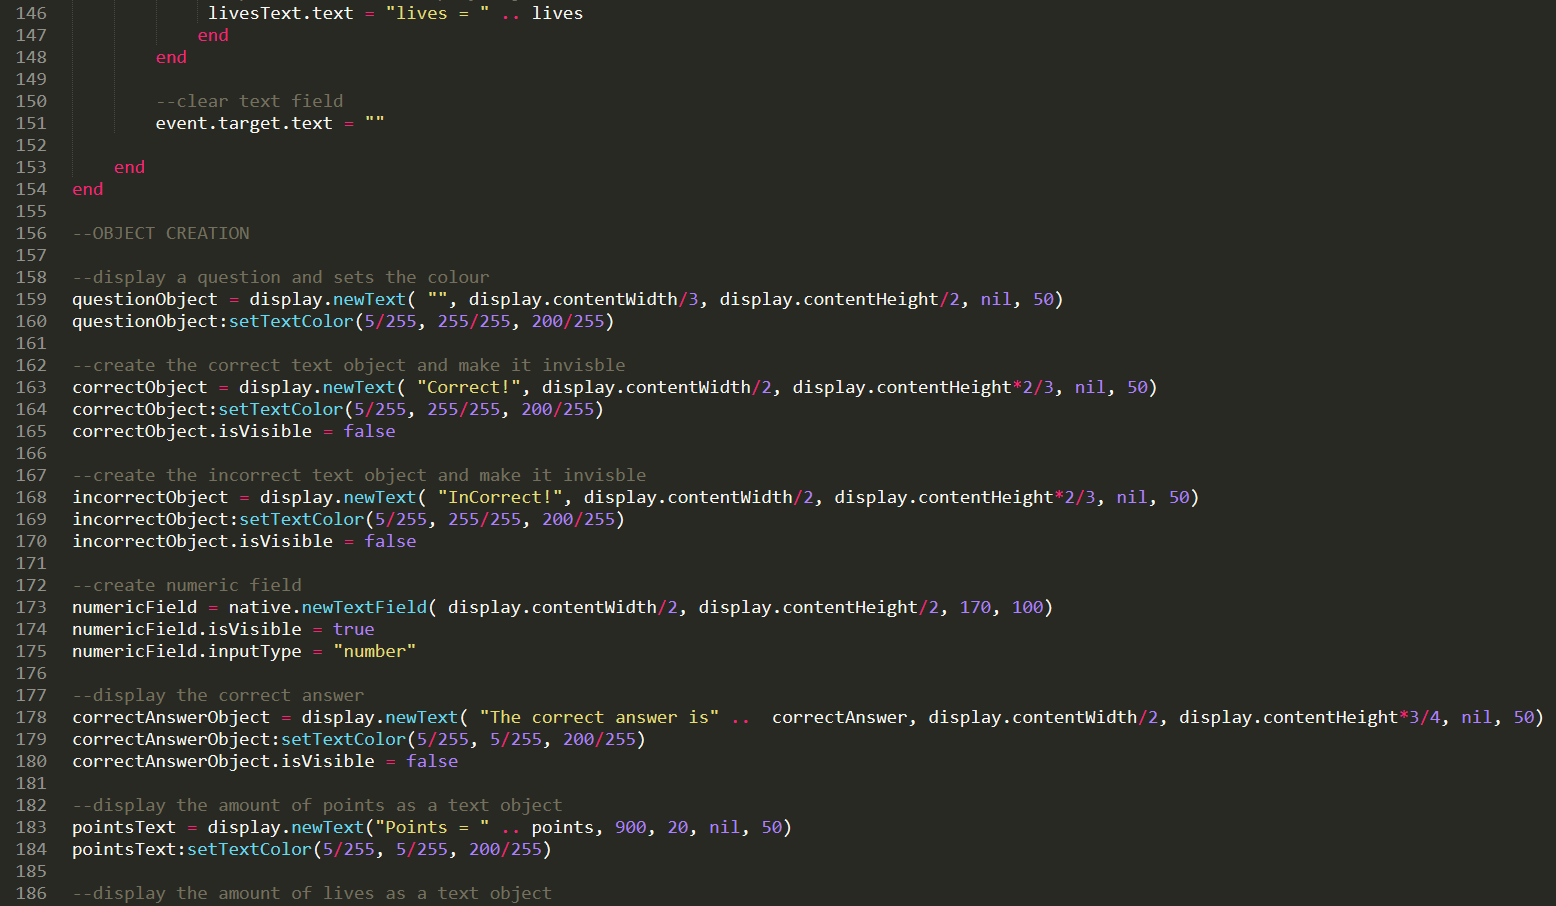 146 livesText.text = "lives = " .. lives
147 end
148 end
149
150 --clear text field
151 event.target.text = ""
152
153 end
154 end
155
156 --OBJECT CREATION
157
158 --display a question and sets the colour
159 questionObject = display.newText( "", display.contentWidth/3, display.contentHeight/2, nil, 50)
160 questionObject:setTextColor(5/255, 255/255, 200/255)
161
162 --create the correct text object and make it invisble
163 correctObject = display.newText( "Correct!", display.contentWidth/2, display.contentHeight*2/3, nil, 50)
164 correctObject:setTextColor(5/255, 255/255, 200/255)
165 correctObject.isVisible = false
166
167 --create the incorrect text object and make it invisble
168 incorrectObject = display.newText( "InCorrect!", display.contentWidth/2, display.contentHeight*2/3, nil, 50)
169 incorrectObject:setTextColor(5/255, 255/255, 200/255)
170 incorrectObject.isVisible = false
171
172 --create numeric field
173 numericField = native.newTextField( display.contentWidth/2, display.contentHeight/2, 170, 100)
174 numericField.isVisible = true
175 numericField.inputType = "number"
176
177 --display the correct answer
178 correctAnswerObject = display.newText( "The correct answer is" ..  correctAnswer, display.contentWidth/2, display.contentHeight*3/4, nil, 50)
179 correctAnswerObject:setTextColor(5/255, 5/255, 200/255)
180 correctAnswerObject.isVisible = false
181
182 --display the amount of points as a text object
183 pointsText = display.newText("Points = " .. points, 900, 20, nil, 50)
184 pointsText:setTextColor(5/255, 5/255, 200/255)
185
186 --display the amount of lives as a text object